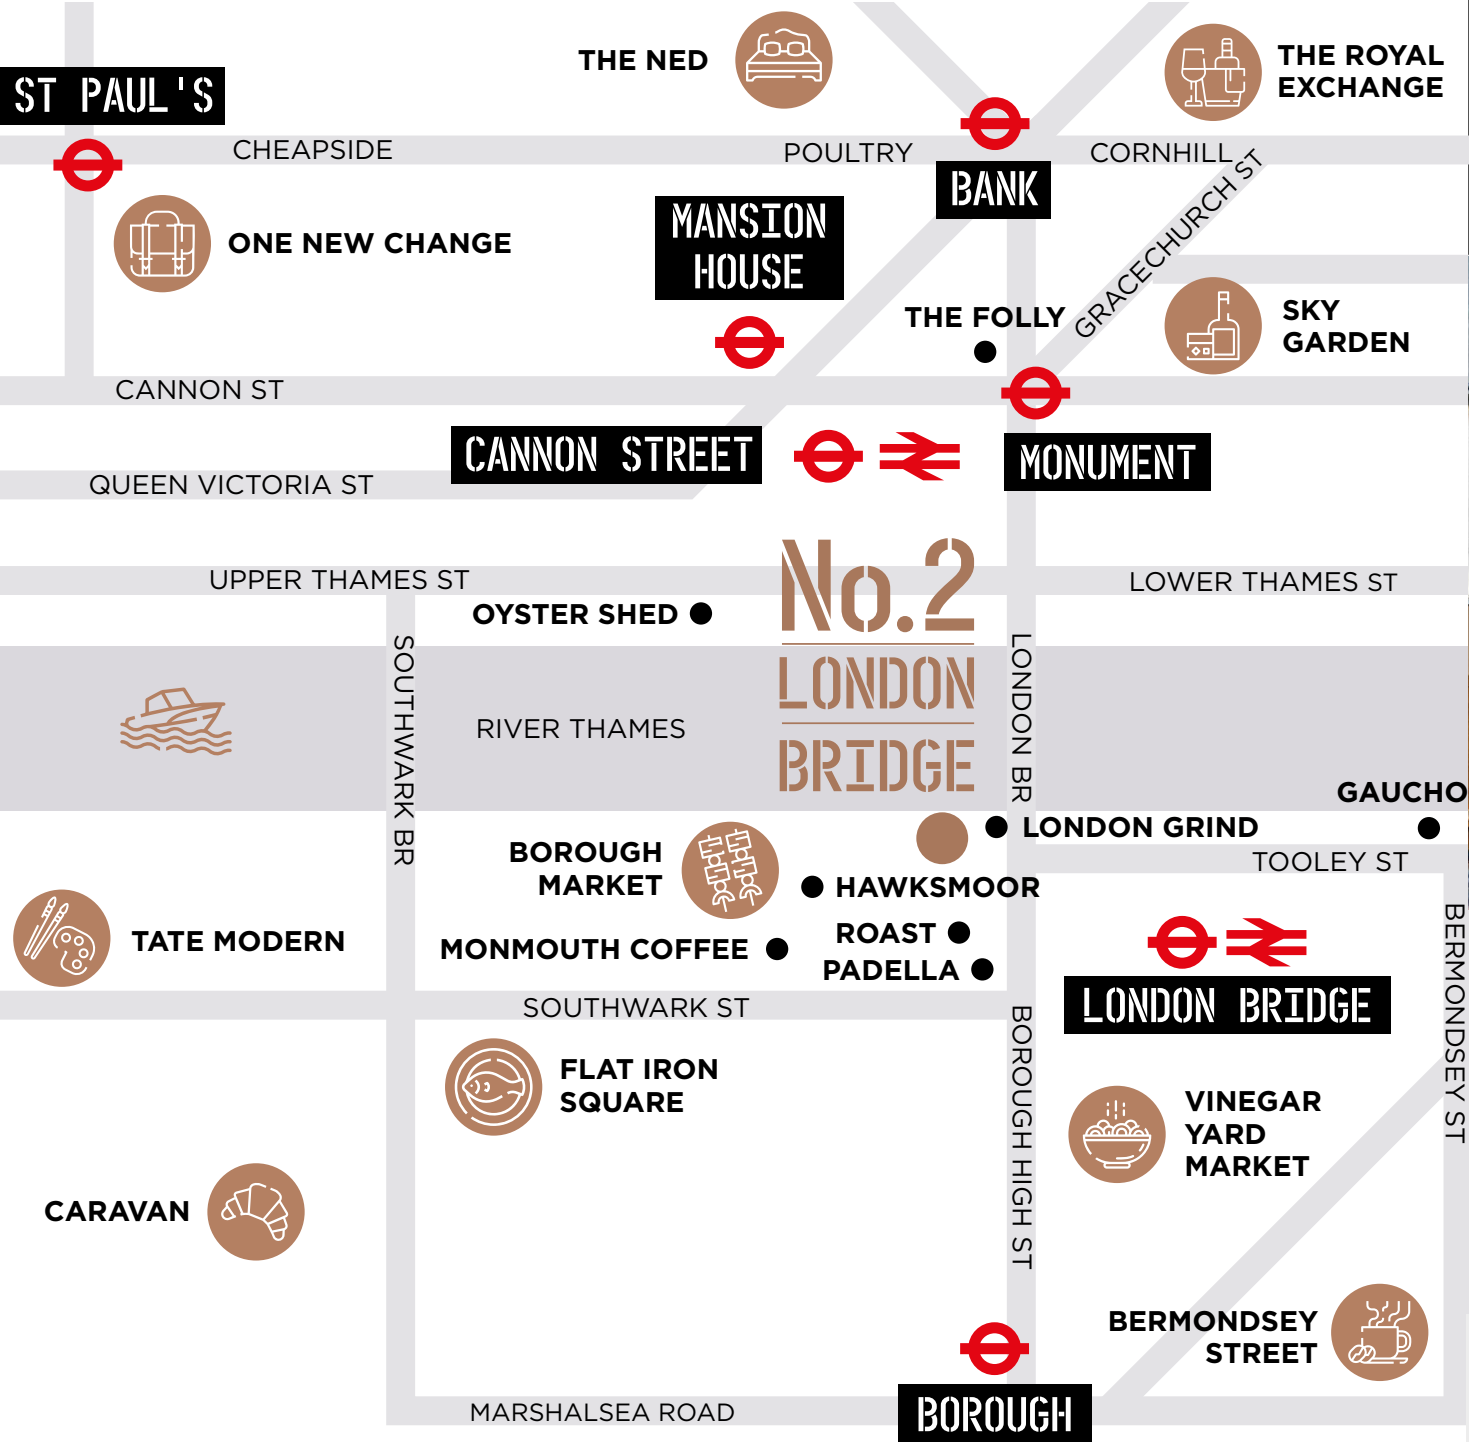 THE NED
THE ROYAL
EXCHANGE
ST PAUL'S
CHEAPSIDE
POULTRY
CORNHILL
BANK
GRACECHURCH ST
MANSION
HOUSE
ONE NEW CHANGE
THE FOLLY
SKY
GARDEN
CANNON ST
CANNON STREET
MONUMENT
QUEEN VICTORIA ST
UPPER THAMES ST
LOWER THAMES ST
OYSTER SHED
No.2
LONDON
BRIDGE
SOUTHWARK BR
RIVER THAMES
LONDON BR
GAUCHO
LONDON GRIND
TOOLEY ST
BOROUGH
MARKET
HAWKSMOOR
TATE MODERN
ROAST
MONMOUTH COFFEE
PADELLA
BERMONDSEY ST
LONDON BRIDGE
SOUTHWARK ST
BOROUGH HIGH ST
FLAT IRON
SQUARE
VINEGAR
YARD
MARKET
CARAVAN
BERMONDSEY
STREET
MARSHALSEA ROAD
BOROUGH